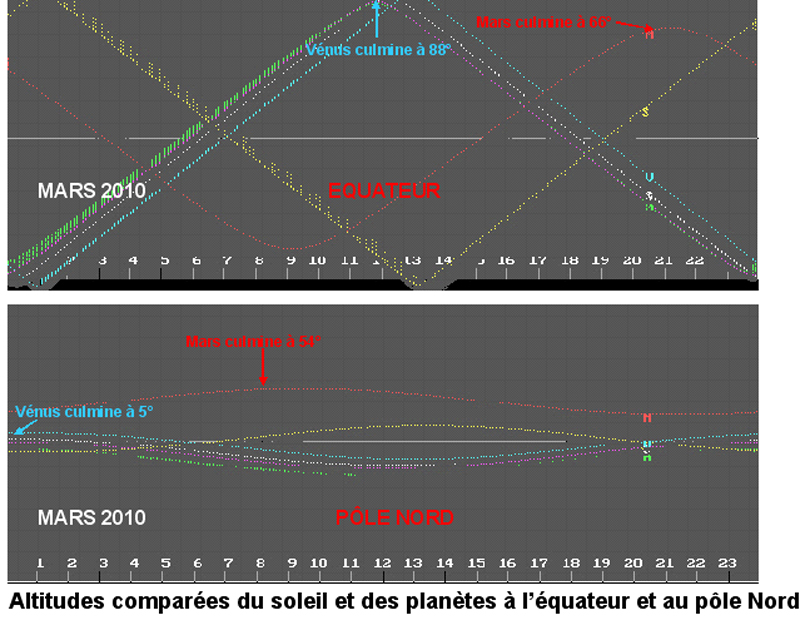 Mars culmine à 66°
Vénus culmine à 88°
M
S
V
MARS 2010 EQUATEUR
3 4 5 6 7 8 9 10 11 12 13 14 5 16 17 18 19 20 21 22
Mars culmine à 54°
Vénus culmine à 5°
M
MARS 2010 PÔLE NORD
1 2 3 4 5 6 7 8 9 10 11 12 13 14 15 16 17 18 19 20 21 22 23
Altitudes comparées du soleil et des planètes à l'équateur et au pôle Nord